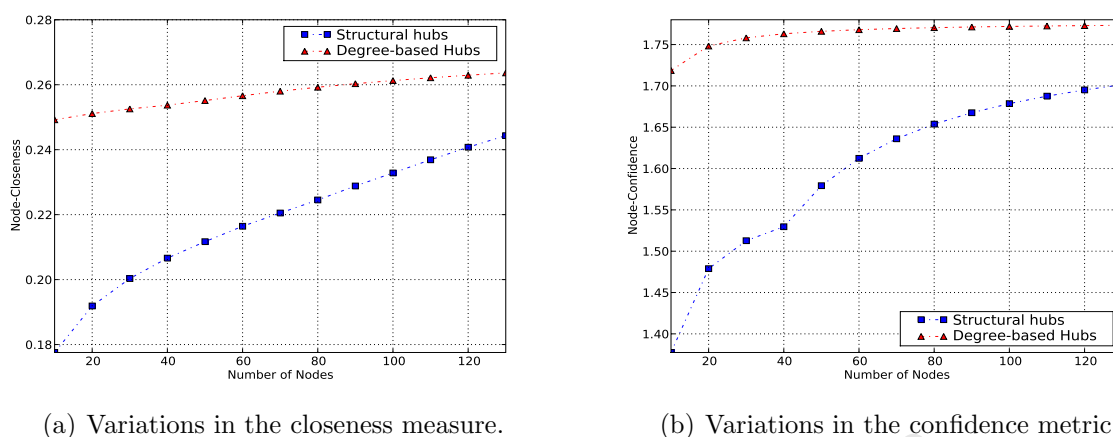 0.28
0.26
0.24
0.22
0.20
0.18
Node-Closeness
Structural hubs
Degree-based Hubs
20 40 60 80 100 120
Number of Nodes
(a) Variations in the closeness measure.
1.75
1.70
1.65
1.60
1.55
1.50
1.45
1.40
Node-Confidence
Structural hubs
Degree-based Hubs
20 40 60 80 100 120
Number of Nodes
(b) Variations in the confidence metric